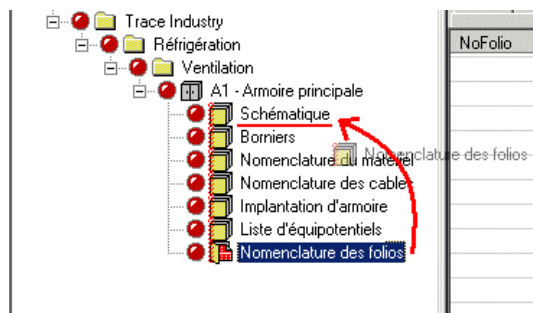 Trace Industry
NoFolio
Réfrigération
Ventilation
A1 - Armoire principale
Schématique
Borniers
Nomenclature des folios
Nomenclature du matériel
Nomenclature des cables
Implantation d'armoire
Liste d'équipotentiels
Nomenclature des folios